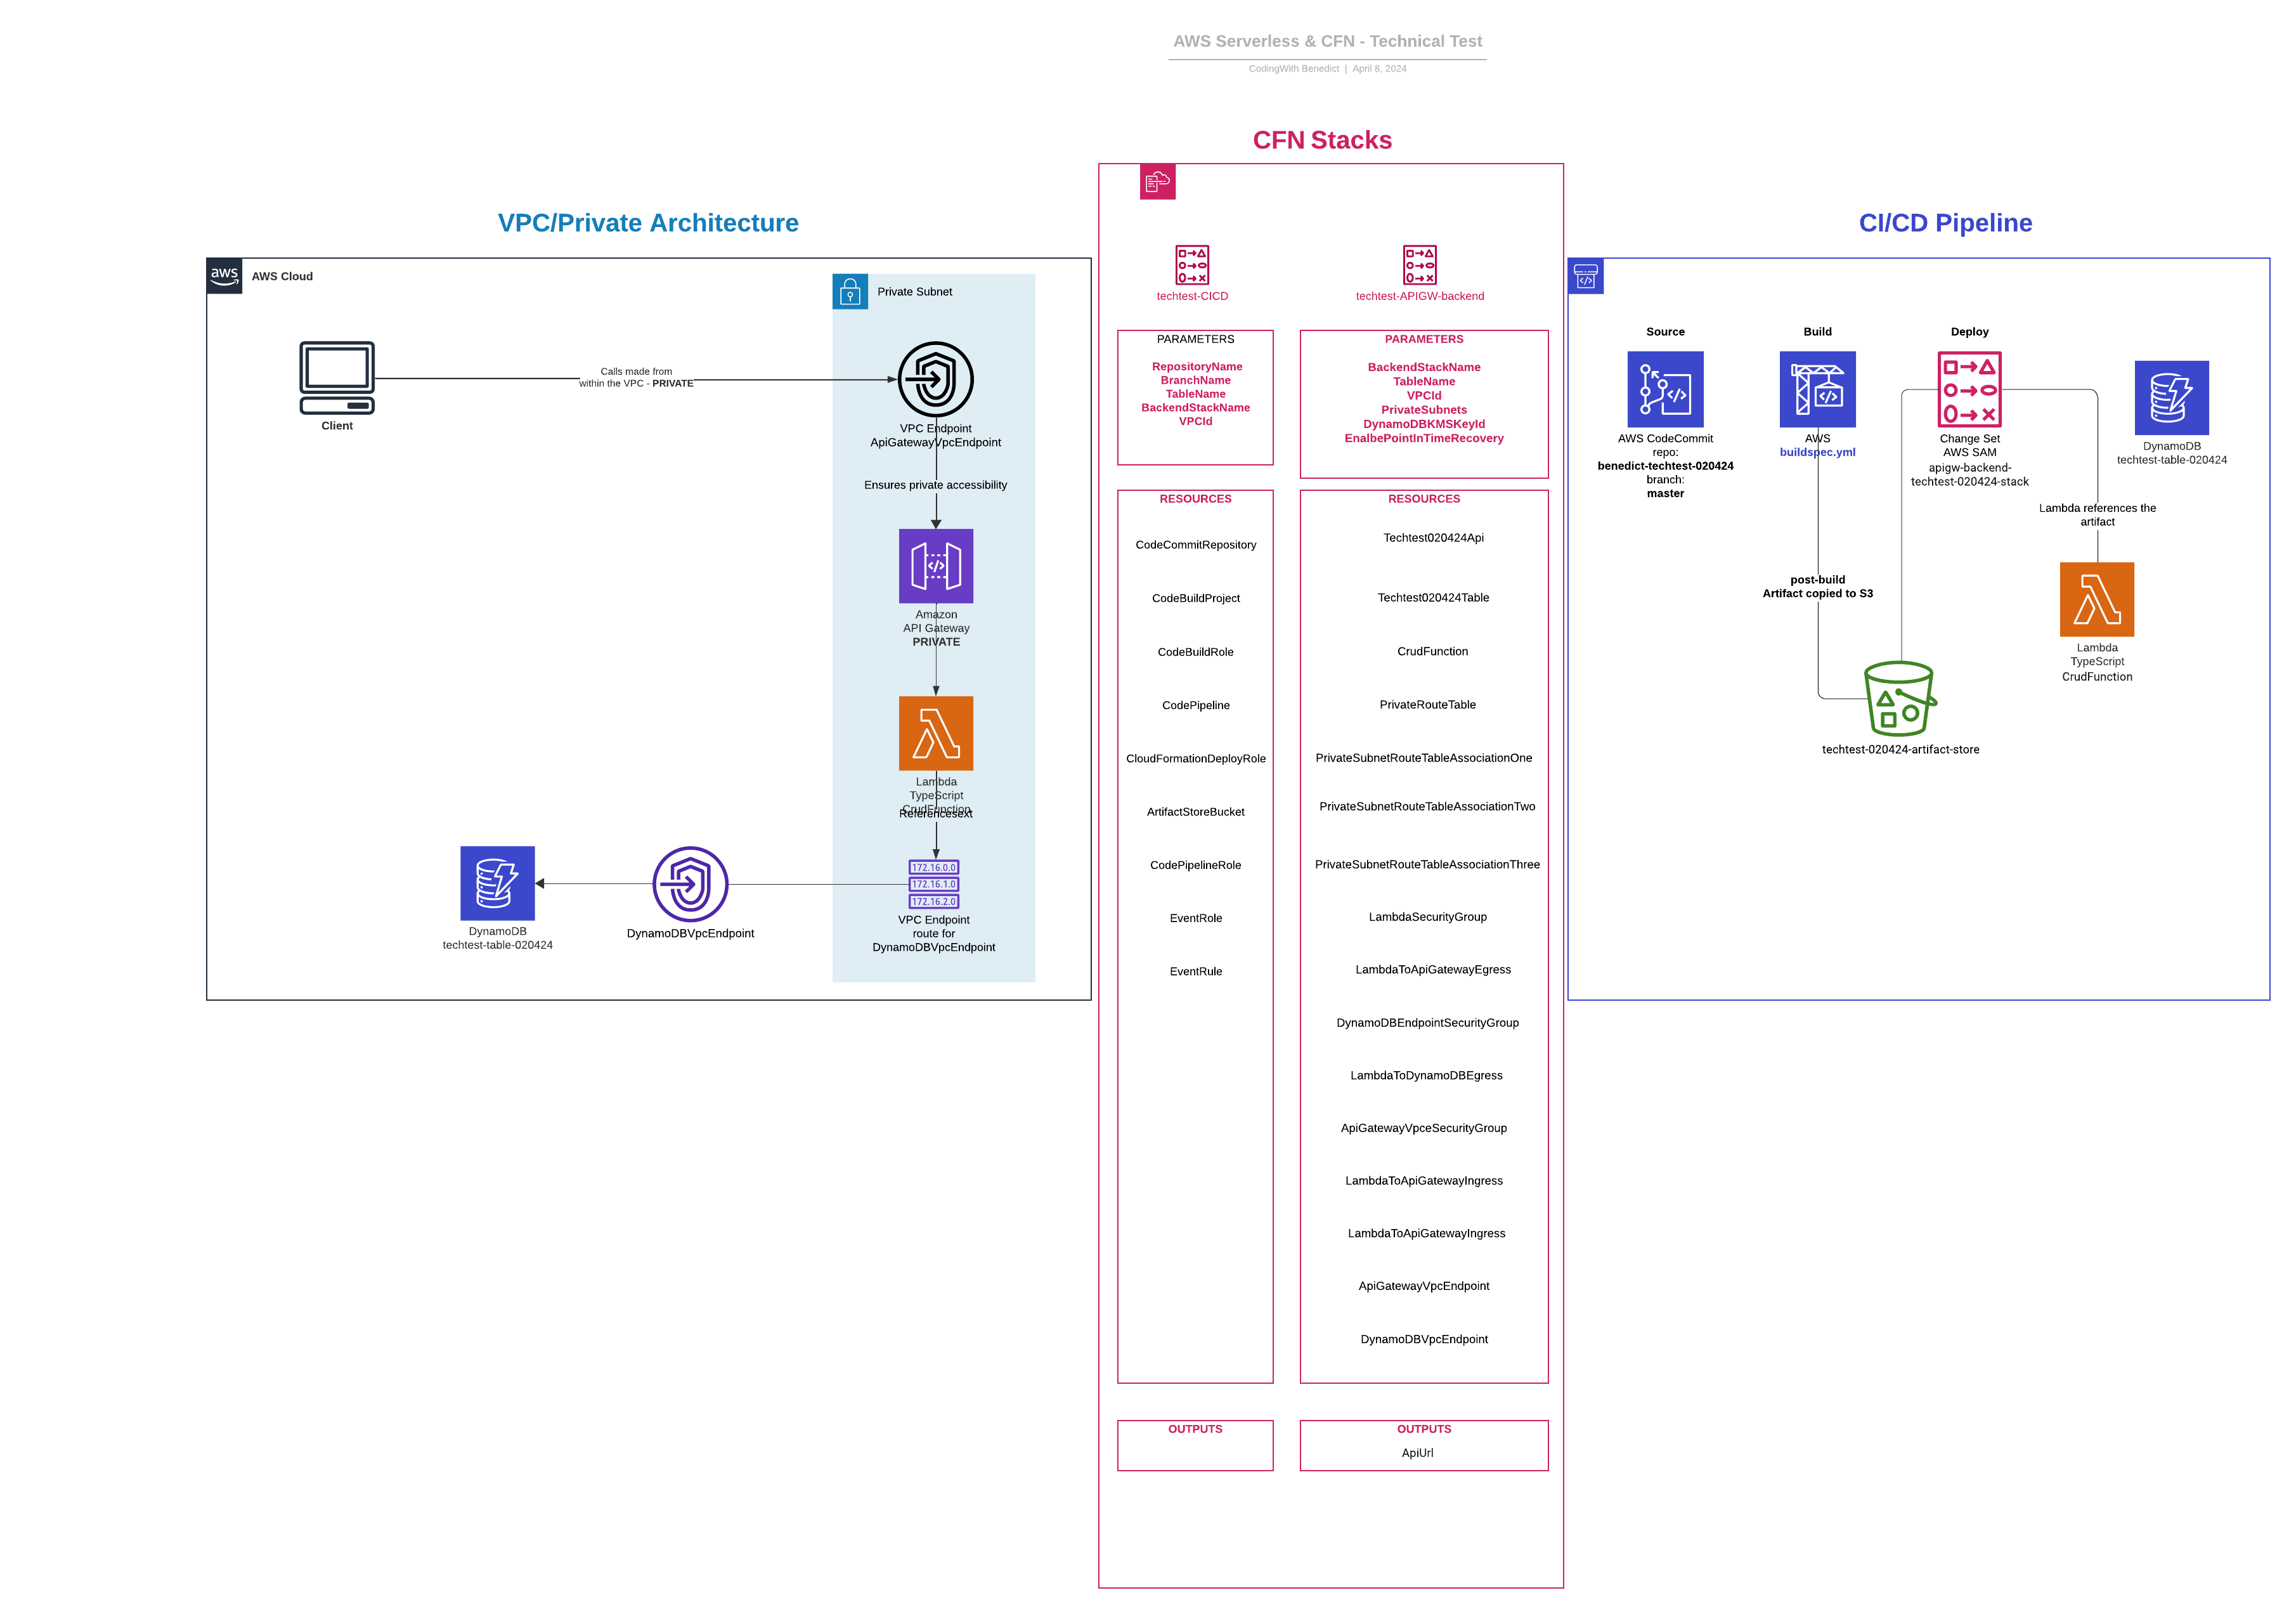 AWS Serverless & CFN - Technical Test
CodingWith Benedict | April 8, 2024
VPC/Private Architecture
aws
AWS Cloud
Private Subnet
Client
Calls made from
within the VPC - PRIVATE
VPC Endpoint
ApiGatewayVpcEndpoint
Ensures private accessibility
Amazon
API Gateway
PRIVATE
Lambda
TypeScript
CrudFunction
Referencesext
172.16.0.0
172.16.1.0
172.16.2.0
VPC Endpoint
route for
DynamoDBVpcEndpoint
DynamoDBVpcEndpoint
DynamoDB
techtest-table-020424
CFN Stacks
techtest-CICD
PARAMETERS
RepositoryName
BranchName
TableName
BackendStackName
VPCId
RESOURCES
CodeCommitRepository
CodeBuildProject
CodeBuildRole
CodePipeline
CloudFormationDeployRole
ArtifactStoreBucket
CodePipelineRole
EventRole
EventRule
OUTPUTS
techtest-APIGW-backend
PARAMETERS
BackendStackName
TableName
VPCId
PrivateSubnets
DynamoDBKMSKeyId
EnalbePointInTimeRecovery
RESOURCES
Techtest020424Api
Techtest020424Table
CrudFunction
PrivateRouteTable
PrivateSubnetRouteTableAssociationOne
PrivateSubnetRouteTableAssociationTwo
PrivateSubnetRouteTableAssociationThree
LambdaSecurityGroup
LambdaToApiGatewayEgress
DynamoDBEndpointSecurityGroup
LambdaToDynamoDBEgress
ApiGatewayVpceSecurityGroup
LambdaToApiGatewayIngress
LambdaToApiGatewayIngress
ApiGatewayVpcEndpoint
DynamoDBVpcEndpoint
OUTPUTS
ApiUrl
CI/CD Pipeline
Source
AWS CodeCommit
repo:
benedict-techtest-020424
branch:
master
Build
AWS
buildspec.yml
post-build
Artifact copied to S3
Deploy
Change Set
AWS SAM
apigw-backend-
techtest-020424-stack
DynamoDB
techtest-table-020424
Lambda references the
artifact
Lambda
TypeScript
CrudFunction
techtest-020424-artifact-store